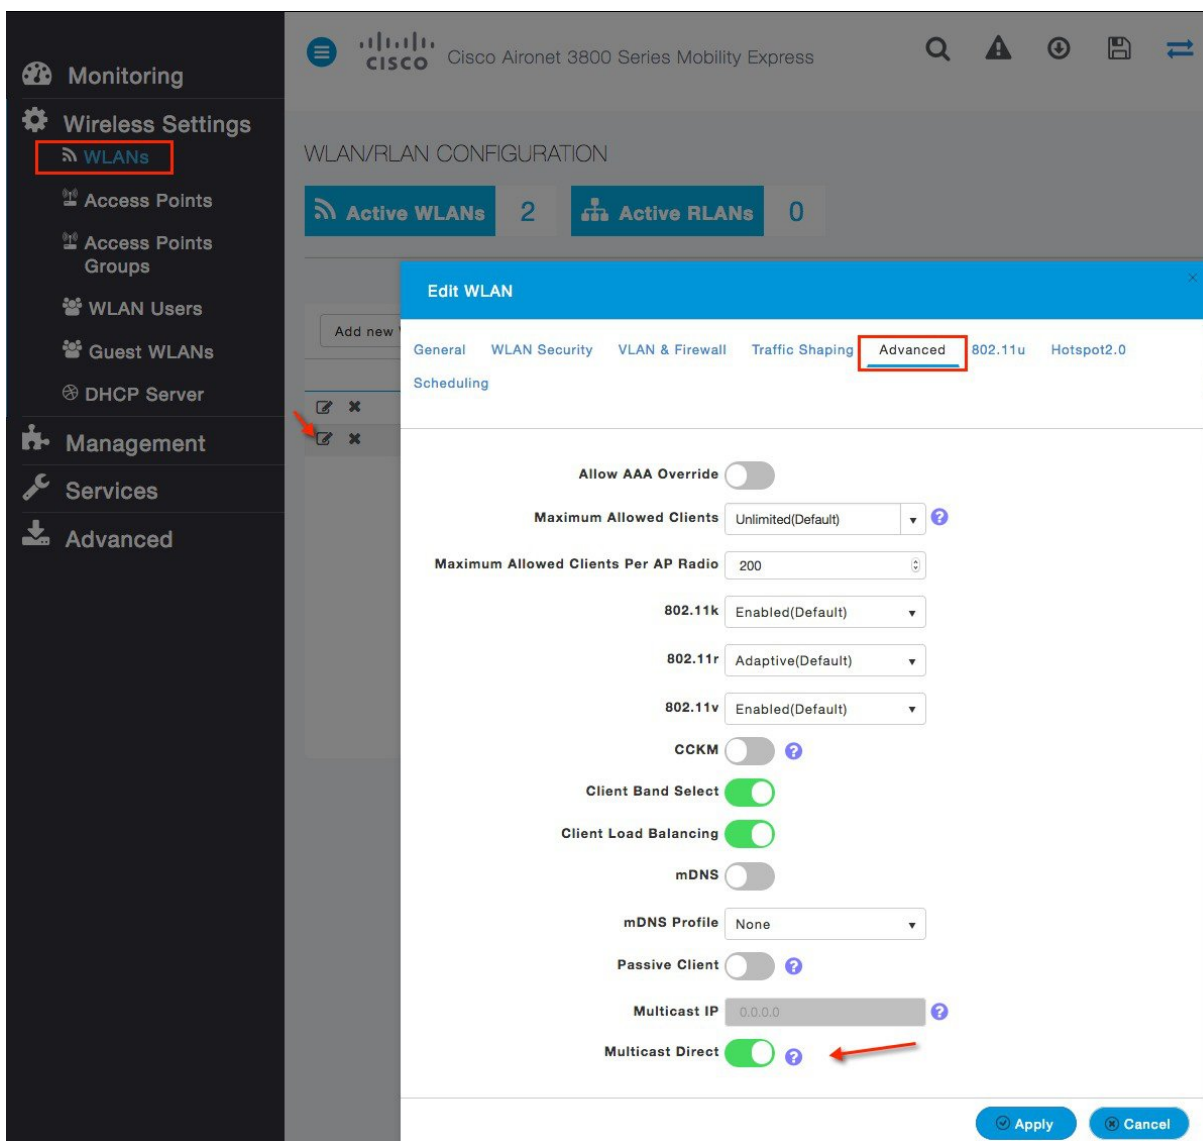 Monitoring
Wireless Settings
WLANs
Access Points
Access Points
Groups
WLAN Users
Guest WLANs
DHCP Server
Management
Services
Advanced
CISCO
Cisco Aironet 3800 Series Mobility Express
WLAN/RLAN CONFIGURATION
Active WLANs 2 Active RLANs 0
Add new
Edit WLAN
General WLAN Security VLAN & Firewall Traffic Shaping Advanced 802.11u Hotspot2.0
Scheduling
Allow AAA Override
Maximum Allowed Clients Unlimited(Default) ?
Maximum Allowed Clients Per AP Radio 200
802.11k Enabled(Default)
802.11r Adaptive(Default)
802.11v Enabled(Default)
CCKM ?
Client Band Select
Client Load Balancing
mDNS
mDNS Profile None
Passive Client ?
Multicast IP 0.0.0.0 ?
Multicast Direct ?
Apply Cancel